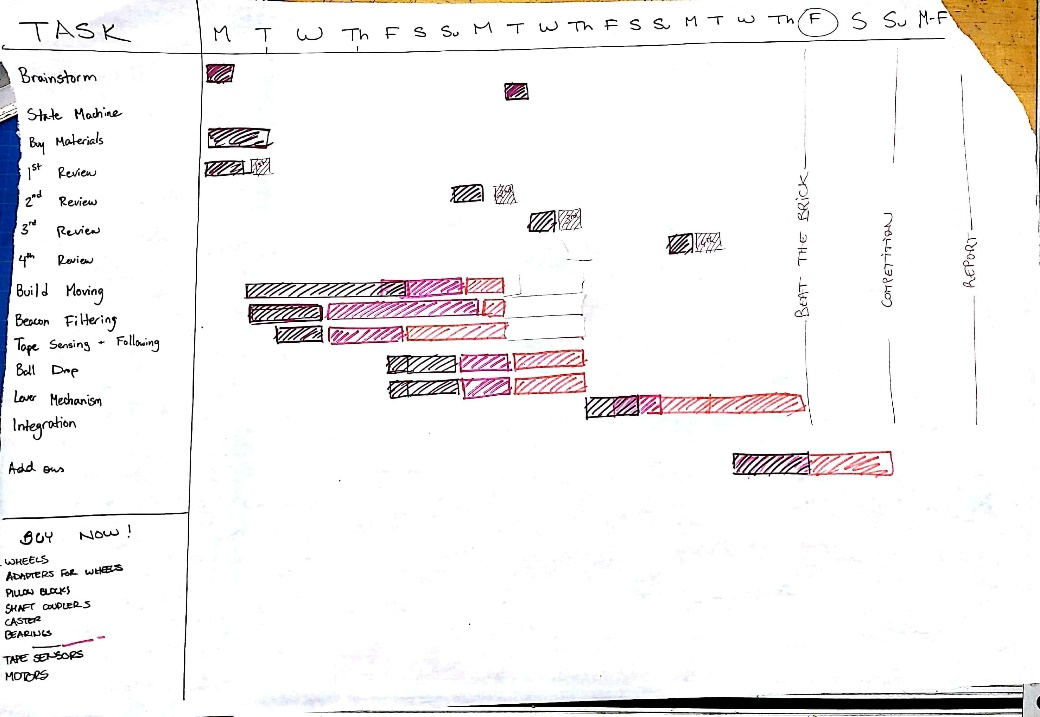 TASK M T W Th F S Su M T W Th F S Su M T W Th F S Su M-F
Brainstorm
State Machine
Buy Materials
1st Review
2nd Review
3rd Review
4th Review
Build Moving
Beacon Filtering
Tape Sensing + Following
Ball Drop
Lever Mechanism
Integration
Add ons
BEAT THE BRICK
COMPETITION
REPORT
BUY NOW!
WHEELS
ADAPTERS FOR WHEELS
PILLOW BLOCKS
SHAFT COUPLERS
CASTER
BEARINGS
TAPE SENSORS
MOTORS